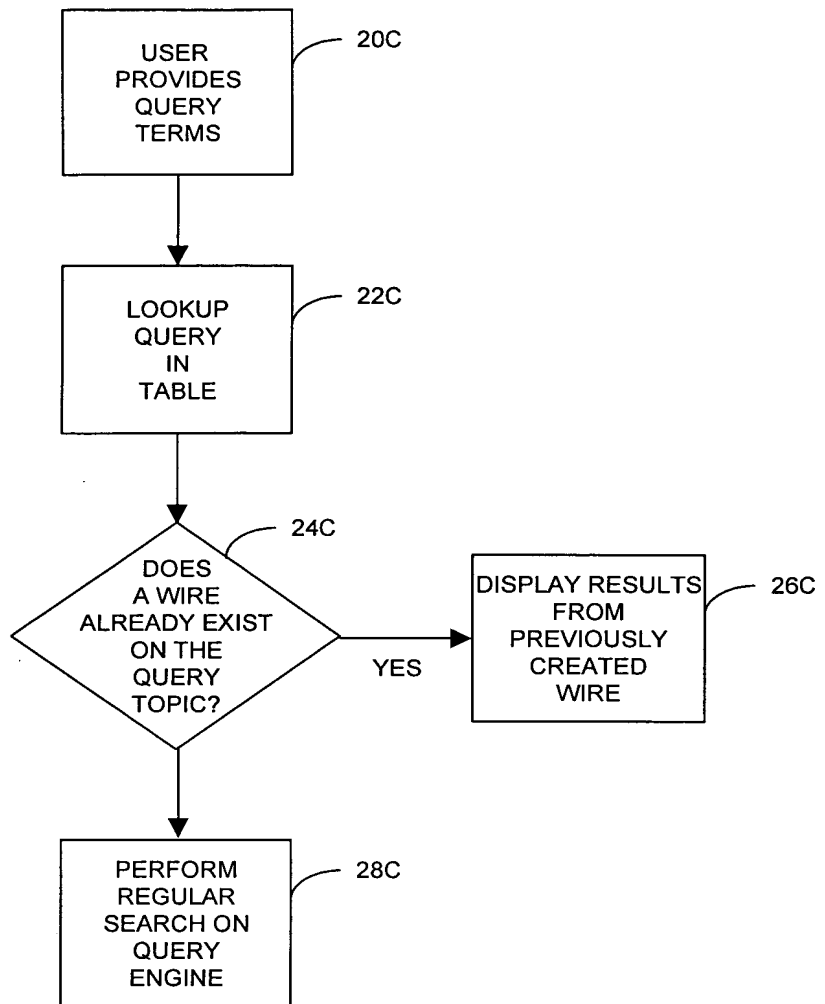 USER
PROVIDES
QUERY
TERMS
20C
LOOKUP
QUERY
IN
TABLE
22C
24C
DOES
A WIRE
ALREADY EXIST
ON THE
QUERY
TOPIC?
YES
DISPLAY RESULTS
FROM
PREVIOUSLY
CREATED
WIRE
26C
PERFORM
REGULAR
SEARCH ON
QUERY
ENGINE
28C